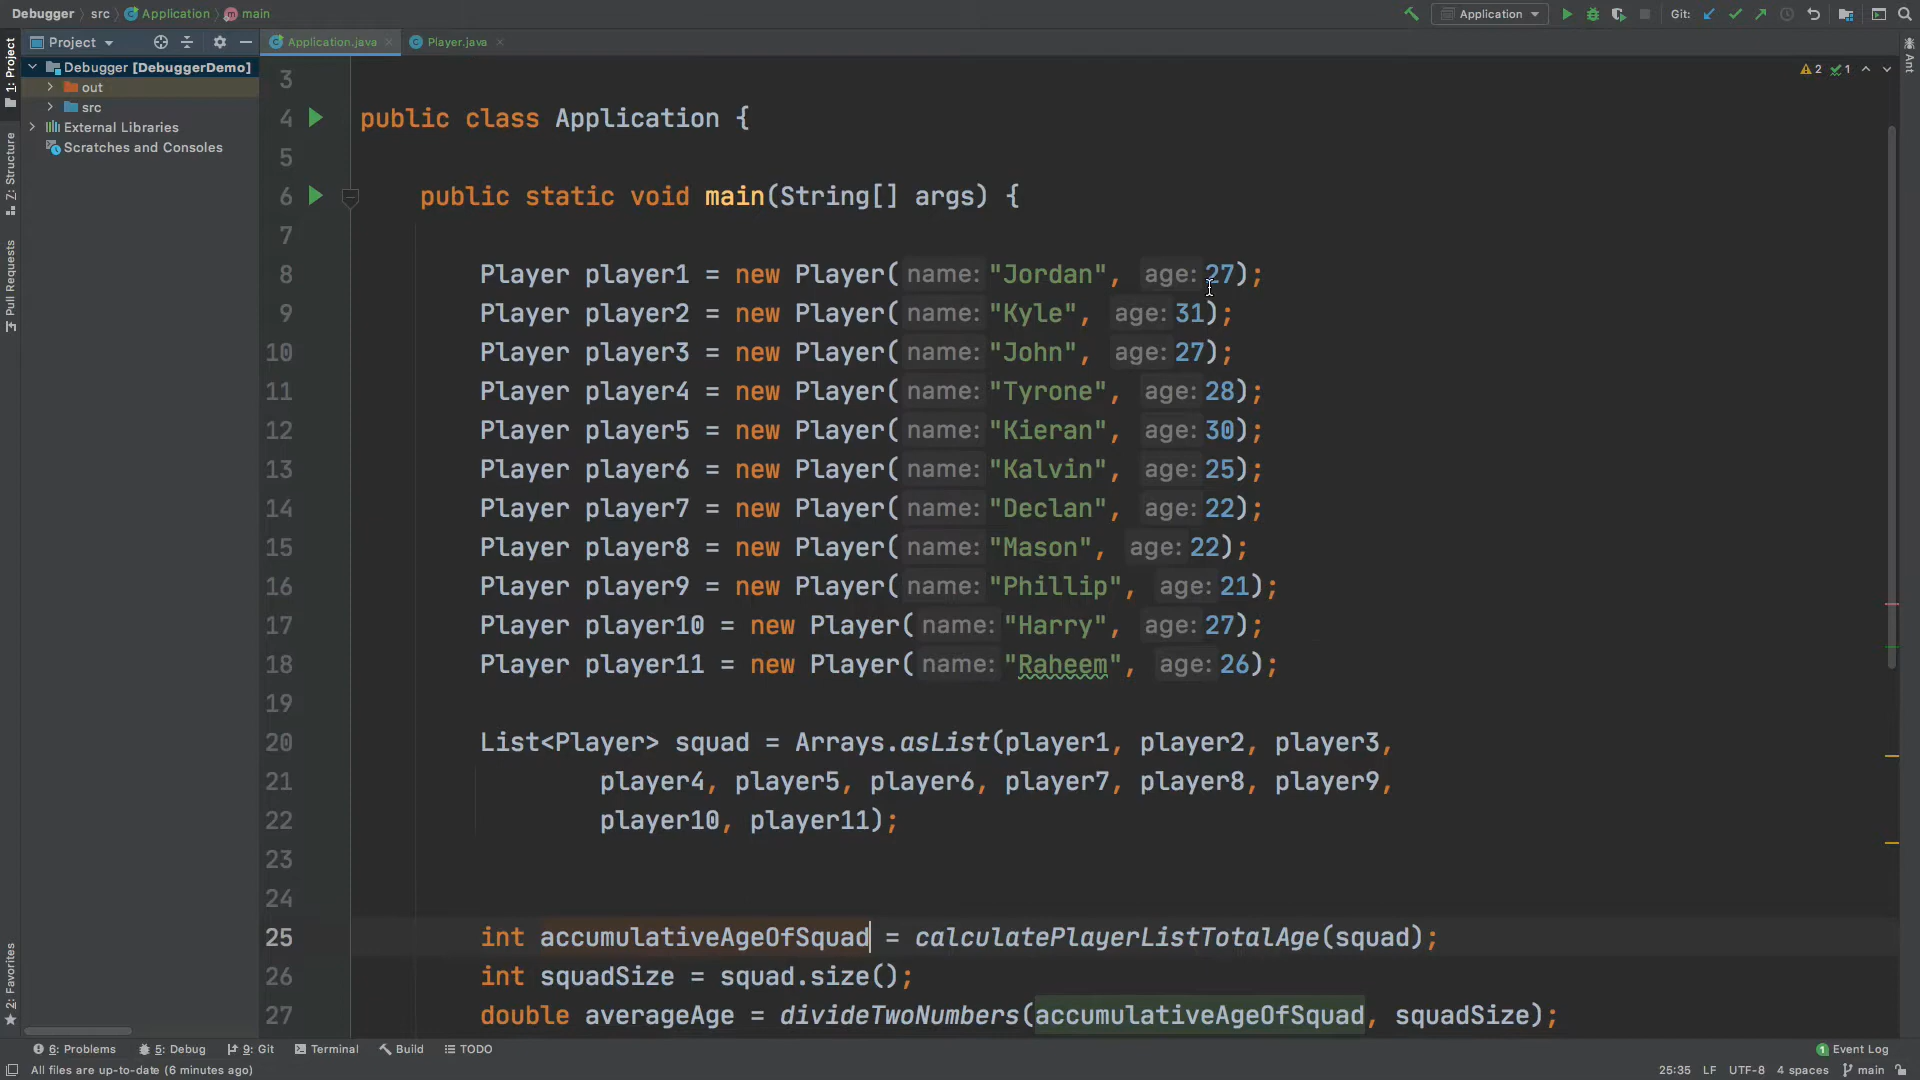 Debugger src Application main Application Git:
Project Application.java Player.java
1: Project
Debugger [DebuggerDemo]
out
src
External Libraries
Scratches and Consoles
7: Structure
Pull Requests
2: Favorites
Ant
2 1
3
4 public class Application {
5
6 public static void main(String[] args) {
7
8 Player player1 = new Player( name: "Jordan", age: 27);
9 Player player2 = new Player( name: "Kyle", age: 31);
10 Player player3 = new Player( name: "John", age: 27);
11 Player player4 = new Player( name: "Tyrone", age: 28);
12 Player player5 = new Player( name: "Kieran", age: 30);
13 Player player6 = new Player( name: "Kalvin", age: 25);
14 Player player7 = new Player( name: "Declan", age: 22);
15 Player player8 = new Player( name: "Mason", age: 22);
16 Player player9 = new Player( name: "Phillip", age: 21);
17 Player player10 = new Player( name: "Harry", age: 27);
18 Player player11 = new Player( name: "Raheem", age: 26);
19
20 List<Player> squad = Arrays.asList(player1, player2, player3,
21 player4, player5, player6, player7, player8, player9,
22 player10, player11);
23
24
25 int accumulativeAgeOfSquad = calculatePlayerListTotalAge(squad);
26 int squadSize = squad.size();
27 double averageAge = divideTwoNumbers(accumulativeAgeOfSquad, squadSize);
6: Problems 5: Debug 9: Git Terminal Build TODO 1 Event Log
All files are up-to-date (6 minutes ago) 25:35 LF UTF-8 4 spaces main